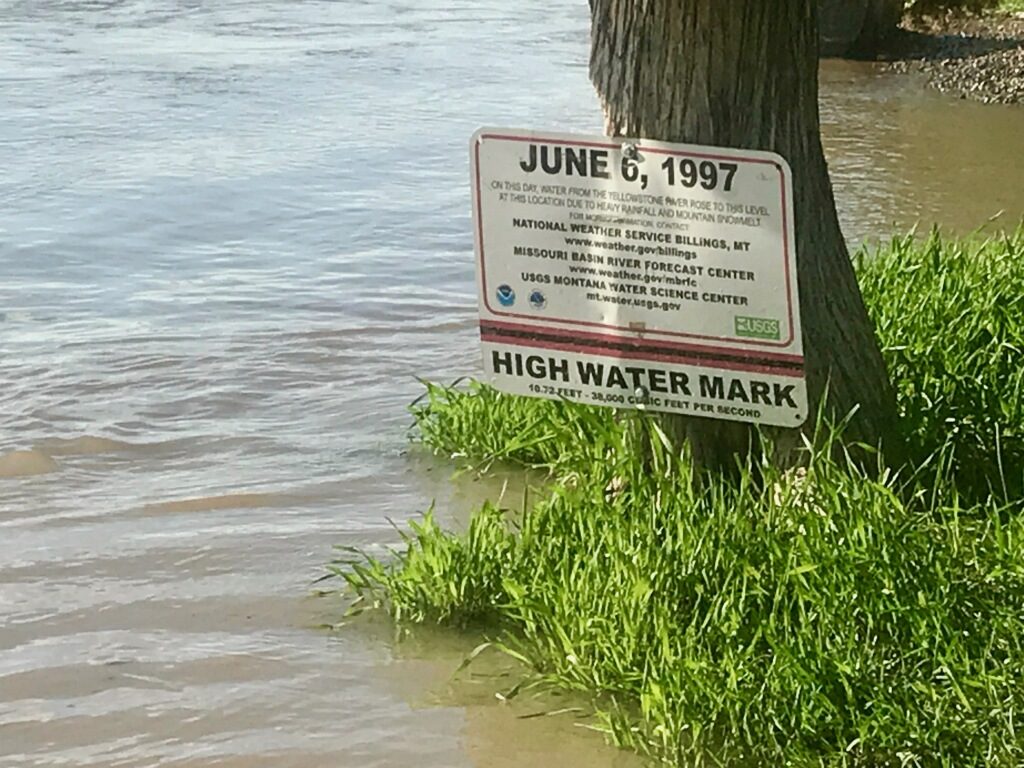 JUNE 6, 1997
ON THIS DAY, WATER FROM THE YELLOWSTONE RIVER ROSE TO THIS LEVEL
AT THIS LOCATION DUE TO HEAVY RAINFALL AND MOUNTAIN SNOWMELT.
FOR MORE INFORMATION, CONTACT:
NATIONAL WEATHER SERVICE BILLINGS, MT
www.weather.gov/billings
MISSOURI BASIN RIVER FORECAST CENTER
www.weather.gov/mbrfc
USGS MONTANA WATER SCIENCE CENTER
mt.water.usgs.gov
USGS
HIGH WATER MARK
10.72 FEET - 38,000 CUBIC FEET PER SECOND